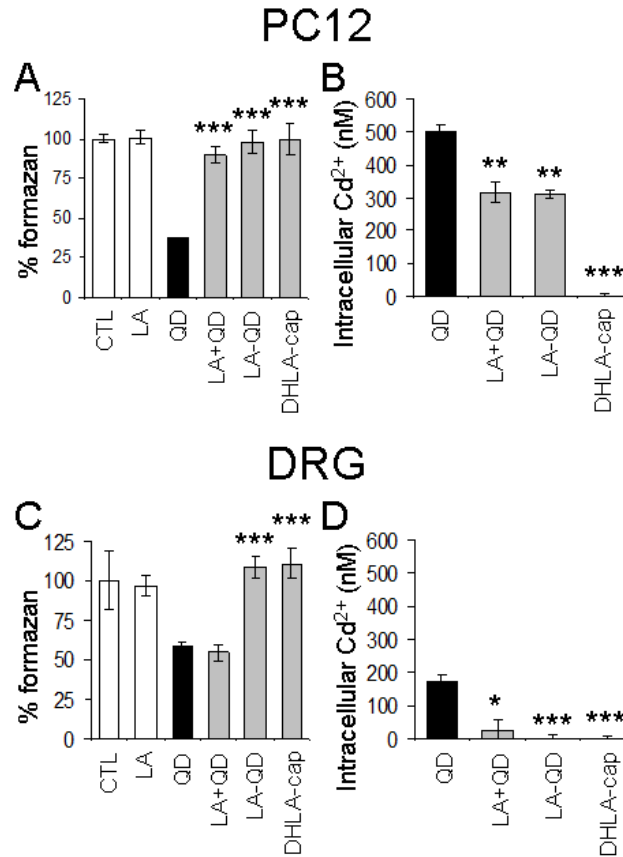 PC12
A
% formazan
125
100
75
50
25
0
*** *** ***
CTL
LA
QD
LA+QD
LA-QD
DHLA-cap
B
Intracellular Cd²⁺ (nM)
600
500
400
300
200
100
0
** ** ***
QD
LA+QD
LA-QD
DHLA-cap
DRG
C
% formazan
125
100
75
50
25
0
*** ***
CTL
LA
QD
LA+QD
LA-QD
DHLA-cap
D
Intracellular Cd²⁺ (nM)
600
500
400
300
200
100
0
* *** ***
QD
LA+QD
LA-QD
DHLA-cap